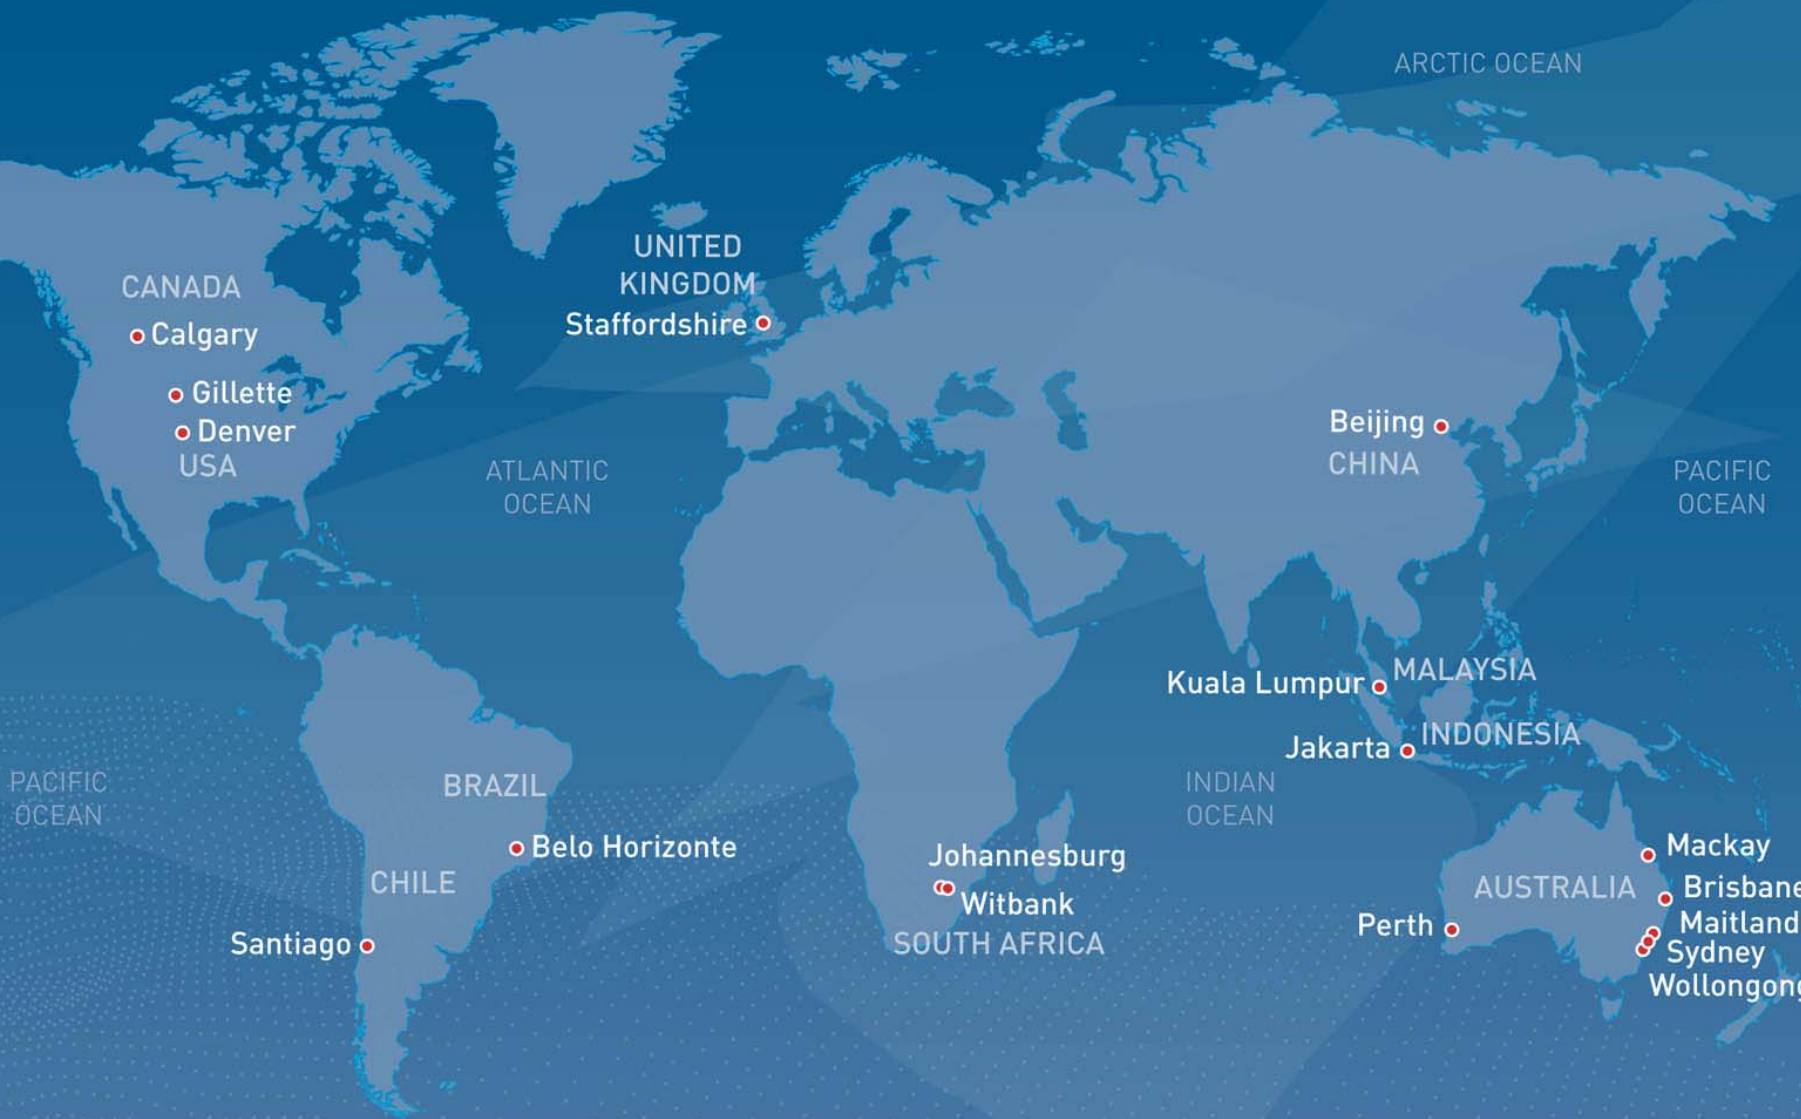 ARCTIC OCEAN
UNITED
KINGDOM
Staffordshire
CANADA
Calgary
Gillette
Denver
USA
ATLANTIC
OCEAN
Beijing
CHINA
PACIFIC
OCEAN
Kuala Lumpur
MALAYSIA
Jakarta
INDONESIA
PACIFIC
OCEAN
BRAZIL
Belo Horizonte
CHILE
Santiago
INDIAN
OCEAN
Johannesburg
Witbank
SOUTH AFRICA
Mackay
AUSTRALIA
Brisbane
Perth
Maitland
Sydney
Wollongong